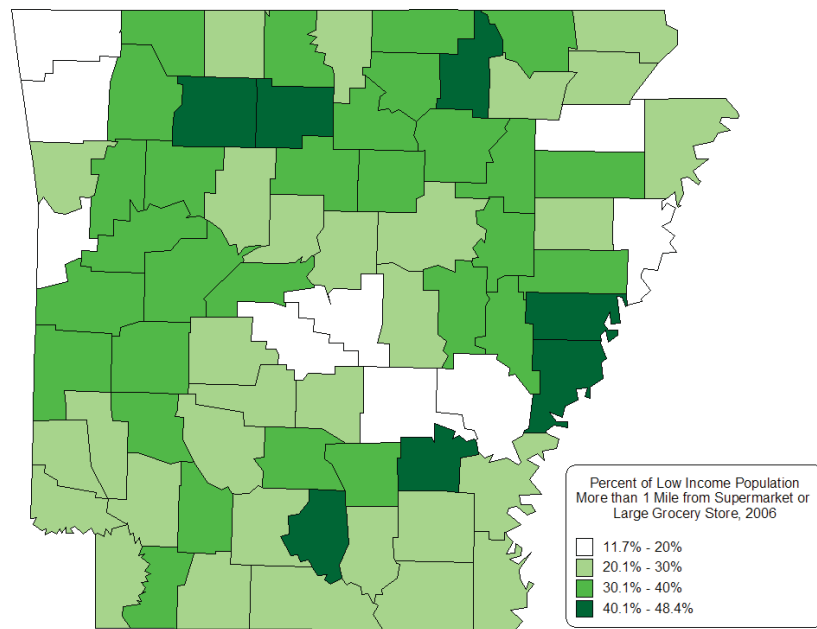 Percent of Low Income Population
More than 1 Mile from Supermarket or
Large Grocery Store, 2006
11.7% - 20%
20.1% - 30%
30.1% - 40%
40.1% - 48.4%